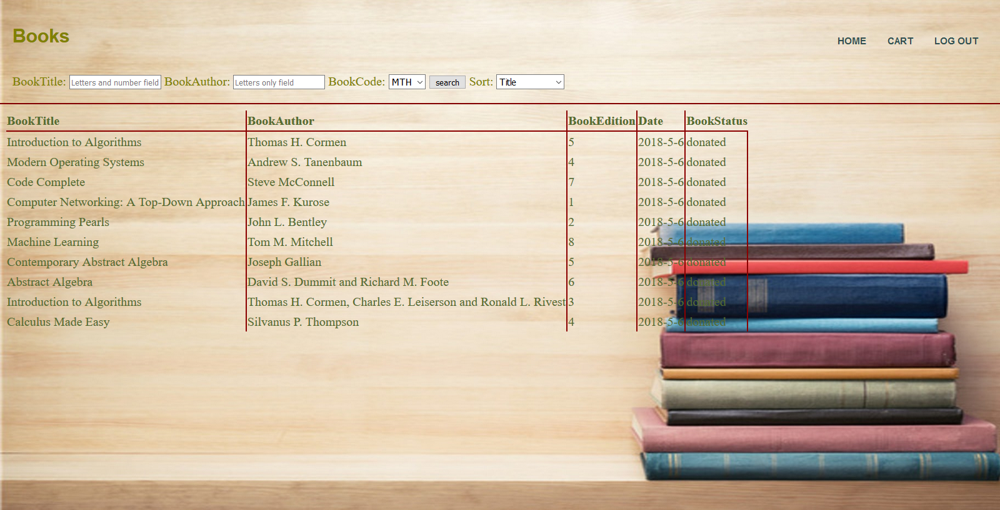 Books
HOME CART LOG OUT
BookTitle: Letters and number field BookAuthor: Letters only field BookCode: MTH search Sort: Title
BookTitle BookAuthor BookEdition Date BookStatus
Introduction to Algorithms Thomas H. Cormen 5 2018-5-6 donated
Modern Operating Systems Andrew S. Tanenbaum 4 2018-5-6 donated
Code Complete Steve McConnell 7 2018-5-6 donated
Computer Networking: A Top-Down Approach James F. Kurose 1 2018-5-6 donated
Programming Pearls John L. Bentley 2 2018-5-6 donated
Machine Learning Tom M. Mitchell 8 2018-5-6 donated
Contemporary Abstract Algebra Joseph Gallian 5 2018-5-6 donated
Abstract Algebra David S. Dummit and Richard M. Foote 6 2018-5-6 donated
Introduction to Algorithms Thomas H. Cormen, Charles E. Leiserson and Ronald L. Rivest 3 2018-5-6 donated
Calculus Made Easy Silvanus P. Thompson 4 2018-5-6 donated